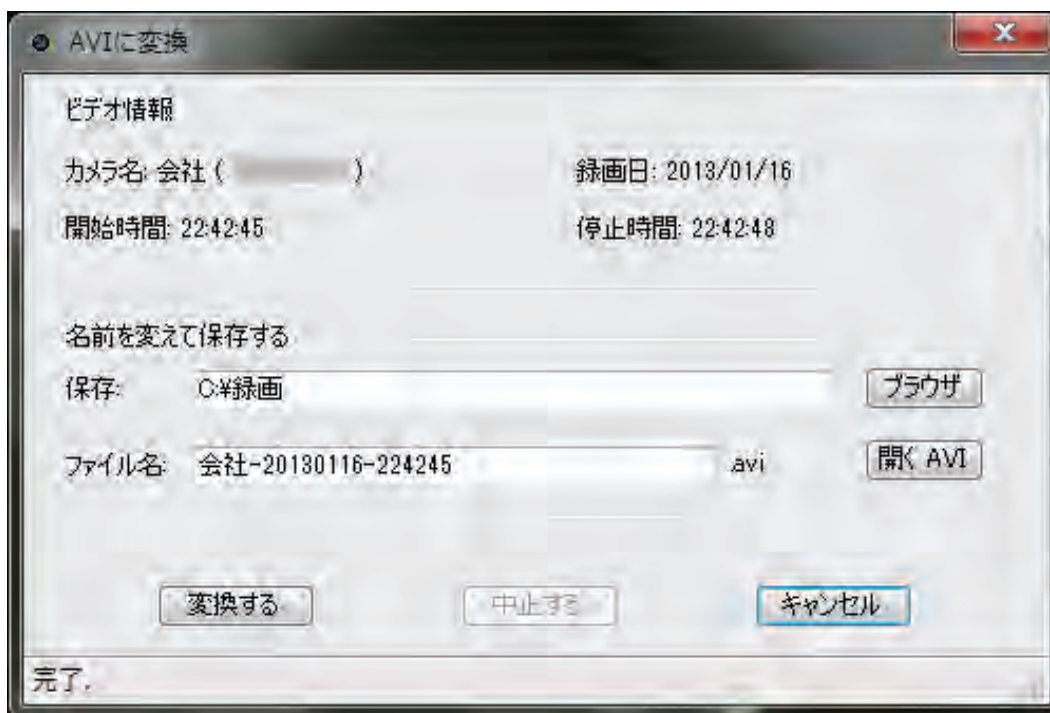 AVIに変換
ビデオ情報
カメラ名: 会社 ( )
録画日: 2013/01/16
開始時間: 22:42:45
停止時間: 22:42:48
名前を変えて保存する
保存: C:¥録画 ブラウザ
ファイル名: 会社-20130116-224245 .avi 開く AVI
変換する 中止する キャンセル
完了.